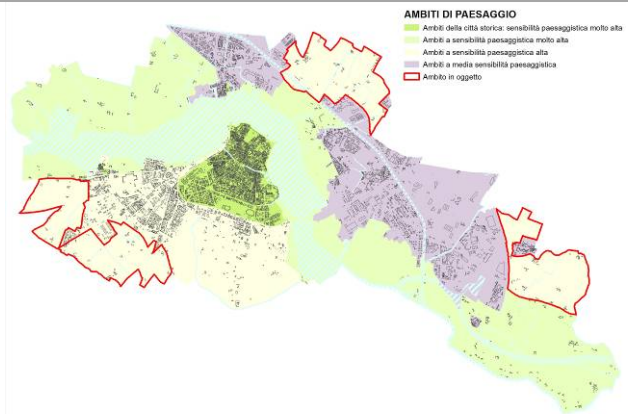 AMBITI DI PAESAGGIO
Ambiti della città storica: sensibilità paesaggistica molto alta
Ambiti a sensibilità paesaggistica molto alta
Ambiti a sensibilità paesaggistica alta
Ambiti a media sensibilità paesaggistica
Ambito in oggetto